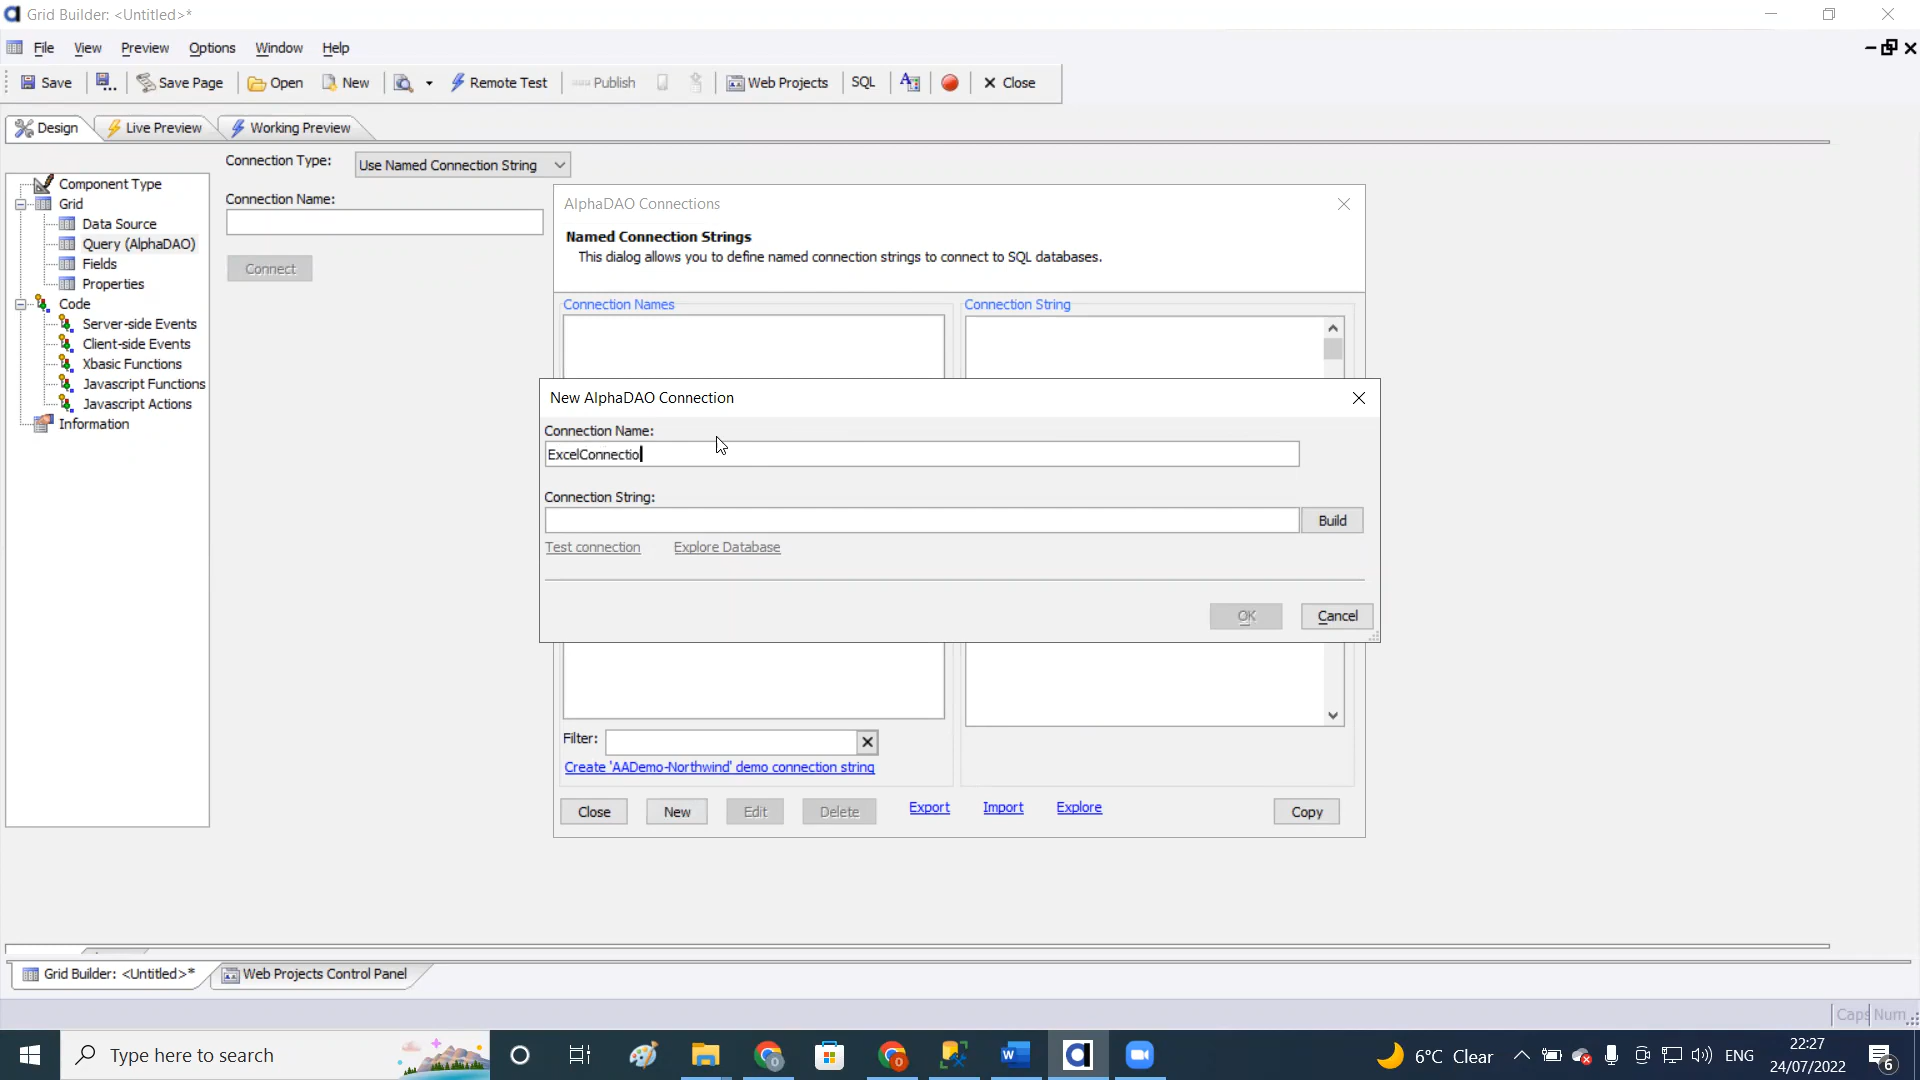 Grid Builder: <Untitled>*
File View Preview Options Window Help
Save Save Page Open New Remote Test Publish Web Projects SQL Close
Design Live Preview Working Preview
Connection Type: Use Named Connection String
Component Type
Connection Name:
Grid
Data Source
Query (AlphaDAO)
Fields
Connect
Properties
Code
Server-side Events
Client-side Events
Xbasic Functions
Javascript Functions
Javascript Actions
Information
AlphaDAO Connections
Named Connection Strings
This dialog allows you to define named connection strings to connect to SQL databases.
Connection Names Connection String
New AlphaDAO Connection
Connection Name:
ExcelConnectio
Connection String:
Build
Test connection Explore Database
OK Cancel
Filter:
Create 'AADemo-Northwind' demo connection string
Close New Edit Delete Export Import Explore Copy
Grid Builder: <Untitled>* Web Projects Control Panel
Caps Num
Type here to search
6°C Clear
ENG
22:27
24/07/2022
6